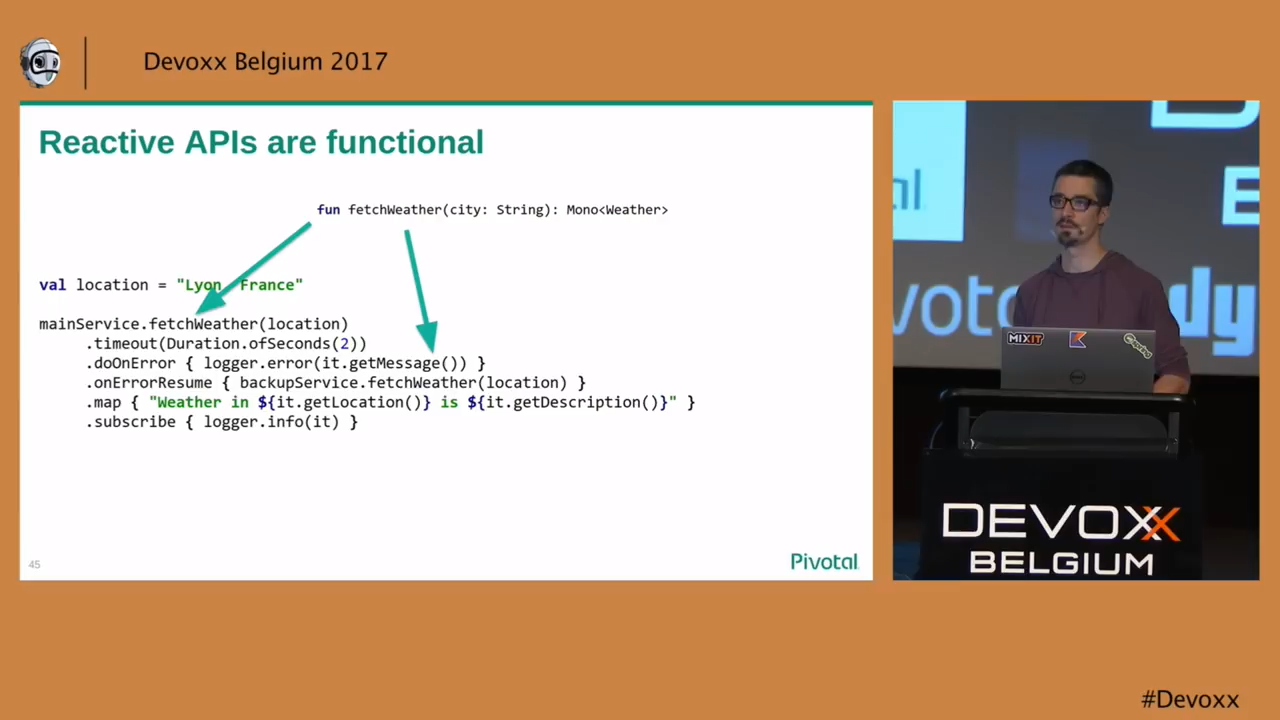 Devoxx Belgium 2017
Reactive APIs are functional
fun fetchWeather(city: String): Mono<Weather>
val location = "Lyon, France"
mainService.fetchWeather(location)
.timeout(Duration.ofSeconds(2))
.doOnError { logger.error(it.getMessage()) }
.onErrorResume { backupService.fetchWeather(location) }
.map { "Weather in ${it.getLocation()} is ${it.getDescription()}" }
.subscribe { logger.info(it) }
45
Pivotal
MIXIT
spring
DEVOXX
BELGIUM
#Devoxx